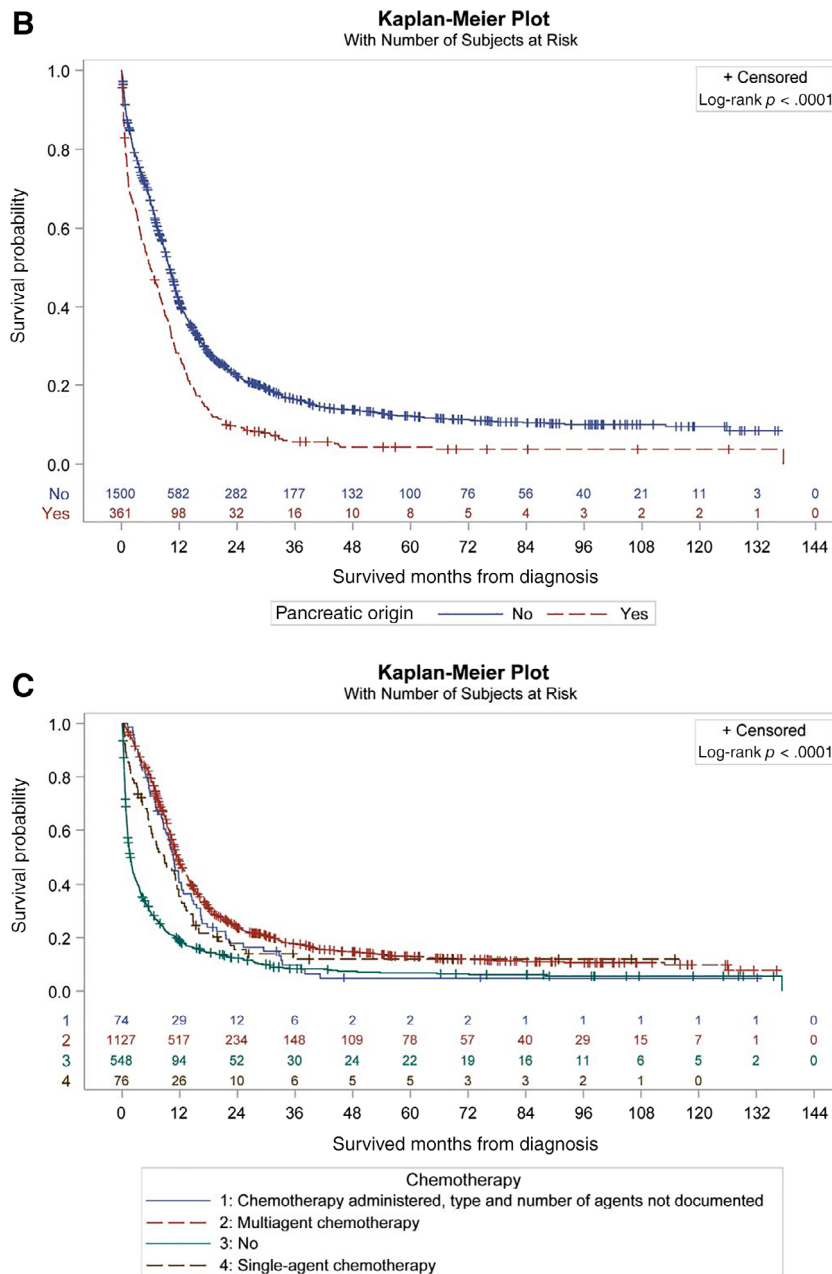 B
Kaplan-Meier Plot
With Number of Subjects at Risk
+ Censored
Log-rank p < .0001
Survival probability
1.0
0.8
0.6
0.4
0.2
0.0
No 1500 582 282 177 132 100 76 56 40 21 11 3 0
Yes 361 98 32 16 10 8 5 4 3 2 2 1 0
0 12 24 36 48 60 72 84 96 108 120 132 144
Survived months from diagnosis
Pancreatic origin No Yes
C
Kaplan-Meier Plot
With Number of Subjects at Risk
+ Censored
Log-rank p < .0001
Survival probability
1.0
0.8
0.6
0.4
0.2
0.0
1 74 29 12 6 2 2 2 1 1 1 1 1 0
2 1127 517 234 148 109 78 57 40 29 15 7 1 0
3 548 94 52 30 24 22 19 16 11 6 5 2 0
4 76 26 10 6 5 5 3 3 2 1 0
0 12 24 36 48 60 72 84 96 108 120 132 144
Survived months from diagnosis
Chemotherapy
1: Chemotherapy administered, type and number of agents not documented
2: Multiagent chemotherapy
3: No
4: Single-agent chemotherapy